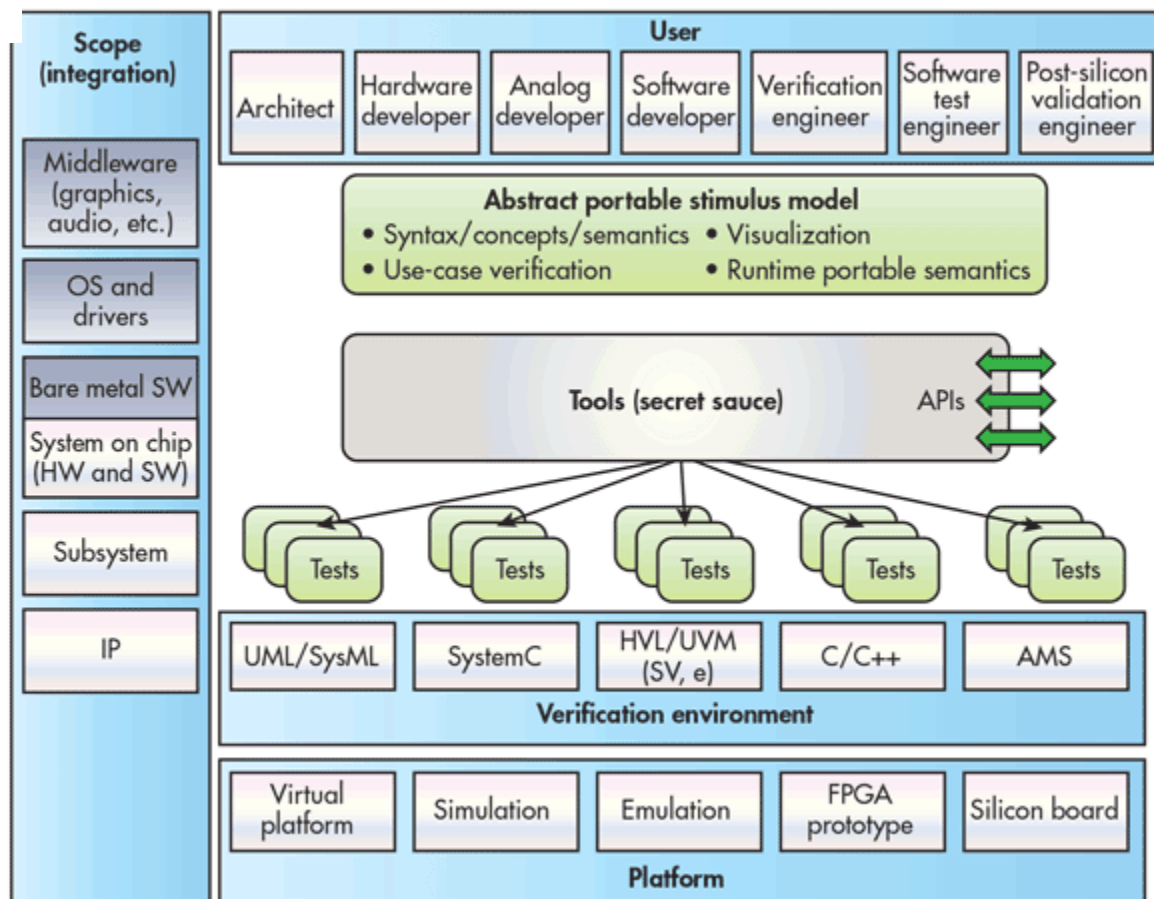 Scope
(integration)
Middleware
(graphics,
audio, etc.)
OS and
drivers
Bare metal SW
System on chip
(HW and SW)
Subsystem
IP
User
Architect
Hardware
developer
Analog
developer
Software
developer
Verification
engineer
Software
test
engineer
Post-silicon
validation
engineer
Abstract portable stimulus model
• Syntax/concepts/semantics • Visualization
• Use-case verification • Runtime portable semantics
Tools (secret sauce)
APIs
Tests
Tests
Tests
Tests
Tests
UML/SysML
SystemC
HVL/UVM
(SV, e)
C/C++
AMS
Verification environment
Virtual
platform
Simulation
Emulation
FPGA
prototype
Silicon board
Platform